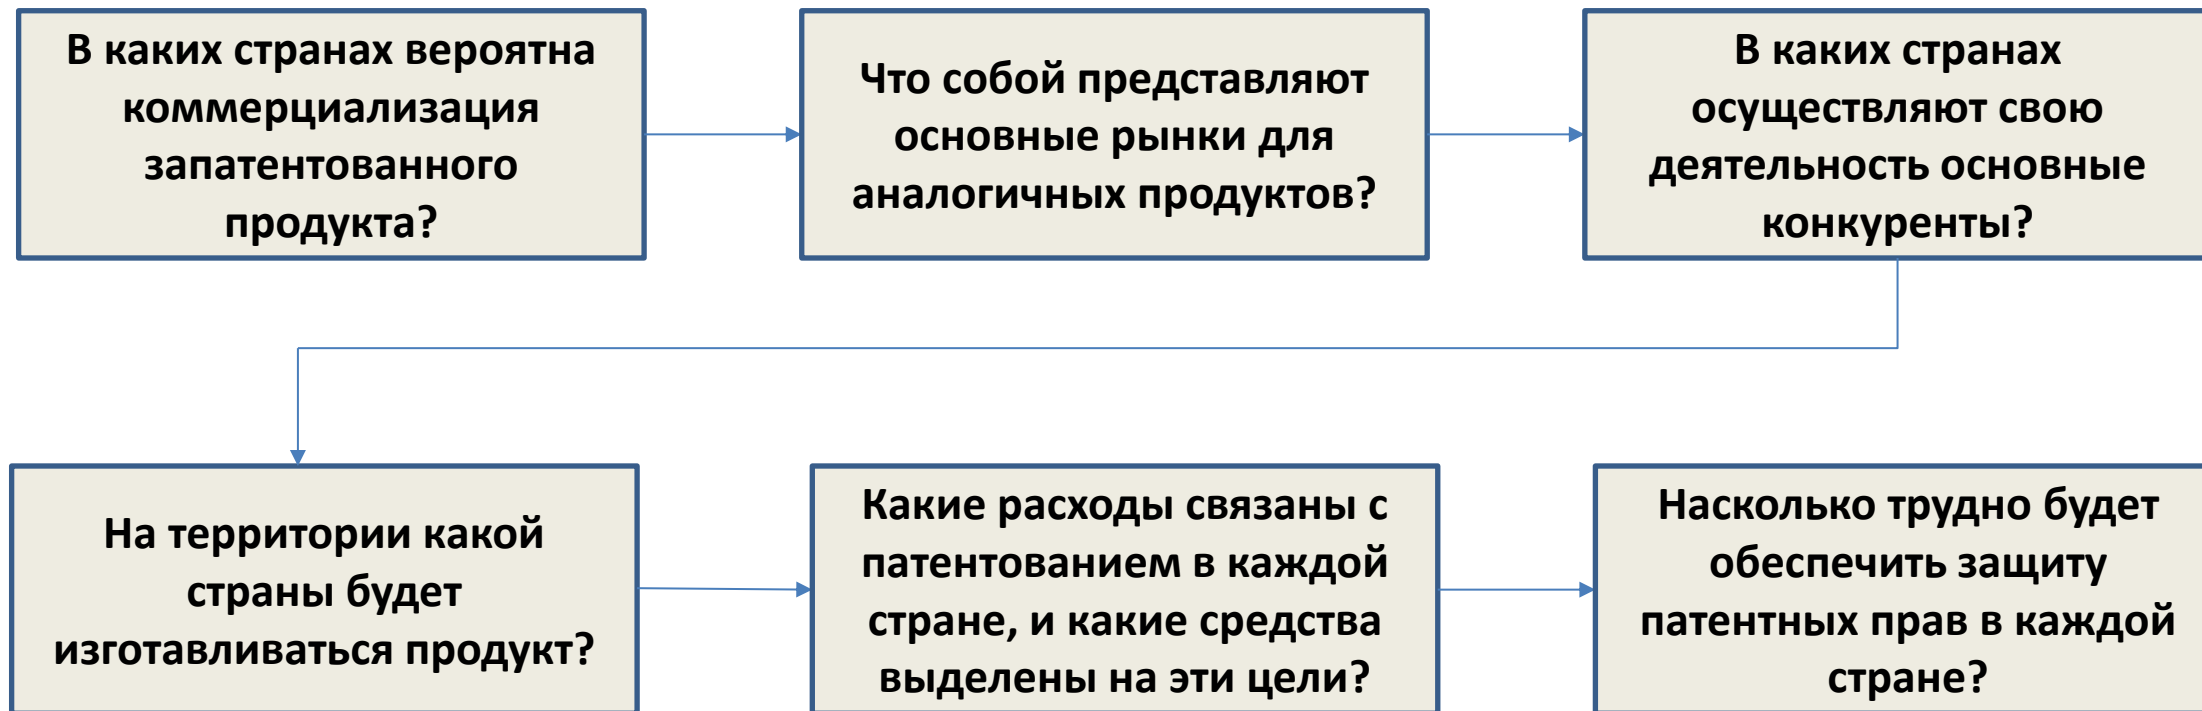 В каких странах вероятна
коммерциализация
запатентованного
продукта?
Что собой представляют
основные рынки для
аналогичных продуктов?
В каких странах
осуществляют свою
деятельность основные
конкуренты?
На территории какой
страны будет
изготавливаться продукт?
Какие расходы связаны с
патентованием в каждой
стране, и какие средства
выделены на эти цели?
Насколько трудно будет
обеспечить защиту
патентных прав в каждой
стране?